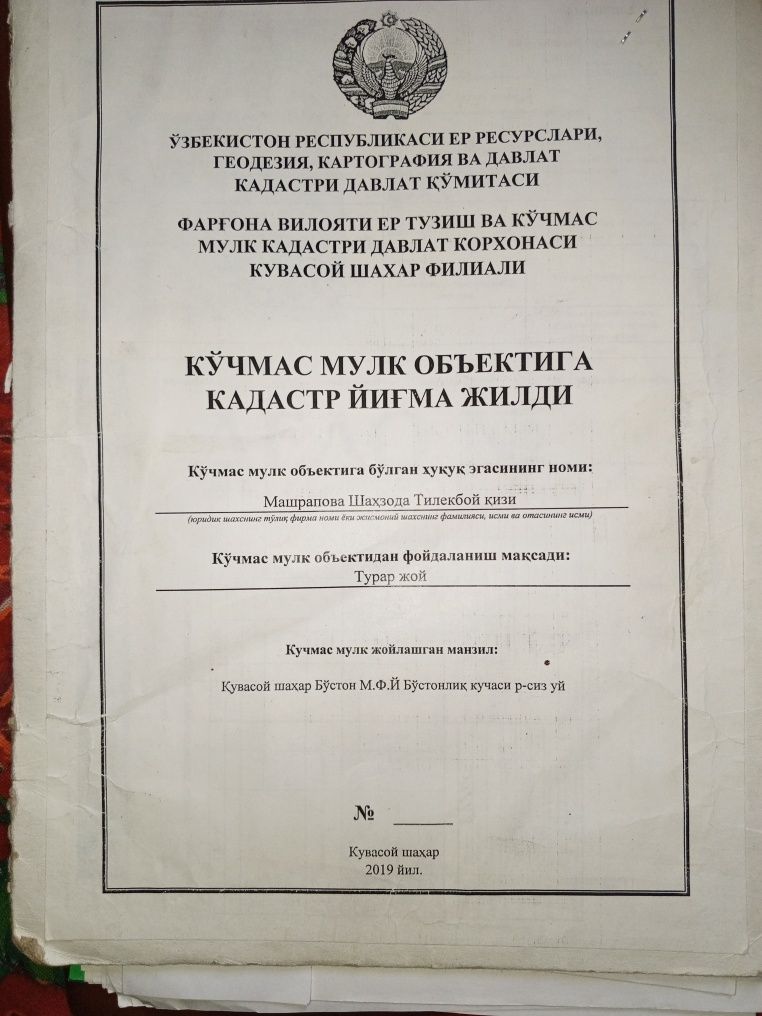 ЎЗБЕКИСТОН РЕСПУБЛИКАСИ ЕР РЕСУРСЛАРИ,
ГЕОДЕЗИЯ, КАРТОГРАФИЯ ВА ДАВЛАТ
КАДАСТРИ ДАВЛАТ ҚЎМИТАСИ
ФАРҒОНА ВИЛОЯТИ ЕР ТУЗИШ ВА КЎЧМАС
МУЛК КАДАСТРИ ДАВЛАТ КОРХОНАСИ
КУВАСОЙ ШАХАР ФИЛИАЛИ
КЎЧМАС МУЛК ОБЪЕКТИГА
КАДАСТР ЙИҒМА ЖИЛДИ
Кўчмас мулк объектига бўлган ҳуқуқ эгасининг номи:
Машрапова Шаҳзода Тилекбой қизи
(юридик шахснинг тўлиқ фирма номи ёки жисмоний шахснинг фамилияси, исми ва отасининг исми)
Кўчмас мулк объектидан фойдаланиш мақсади:
Турар жой
Кучмас мулк жойлашган манзил:
Қувасой шаҳар Бўстон М.Ф.Й Бўстонлиқ кучаси р-сиз уй
№ ______
Кувасой шаҳар
2019 йил.